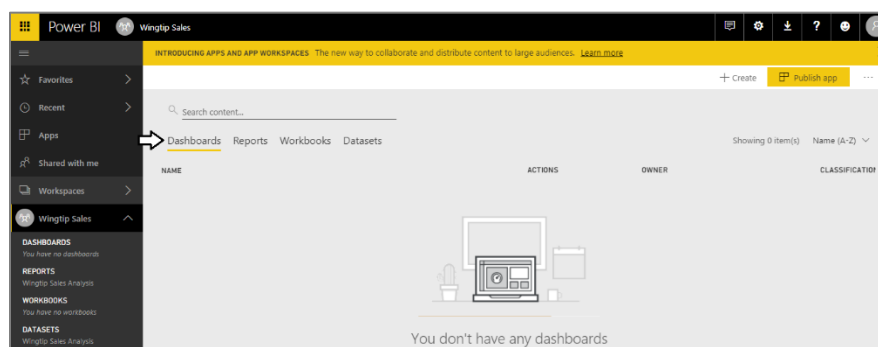 Power BI Wingtip Sales ?
INTRODUCING APPS AND APP WORKSPACES The new way to collaborate and distribute content to large audiences. Learn more
+ Create Publish app ...
Search content...
Dashboards Reports Workbooks Datasets Showing 0 item(s) Name (A-Z)
NAME ACTIONS OWNER CLASSIFICATION
You don't have any dashboards
Favorites
Recent
Apps
Shared with me
Workspaces
Wingtip Sales
DASHBOARDS
You have no dashboards
REPORTS
Wingtip Sales Analysis
WORKBOOKS
You have no workbooks
DATASETS
Wingtip Sales Analysis